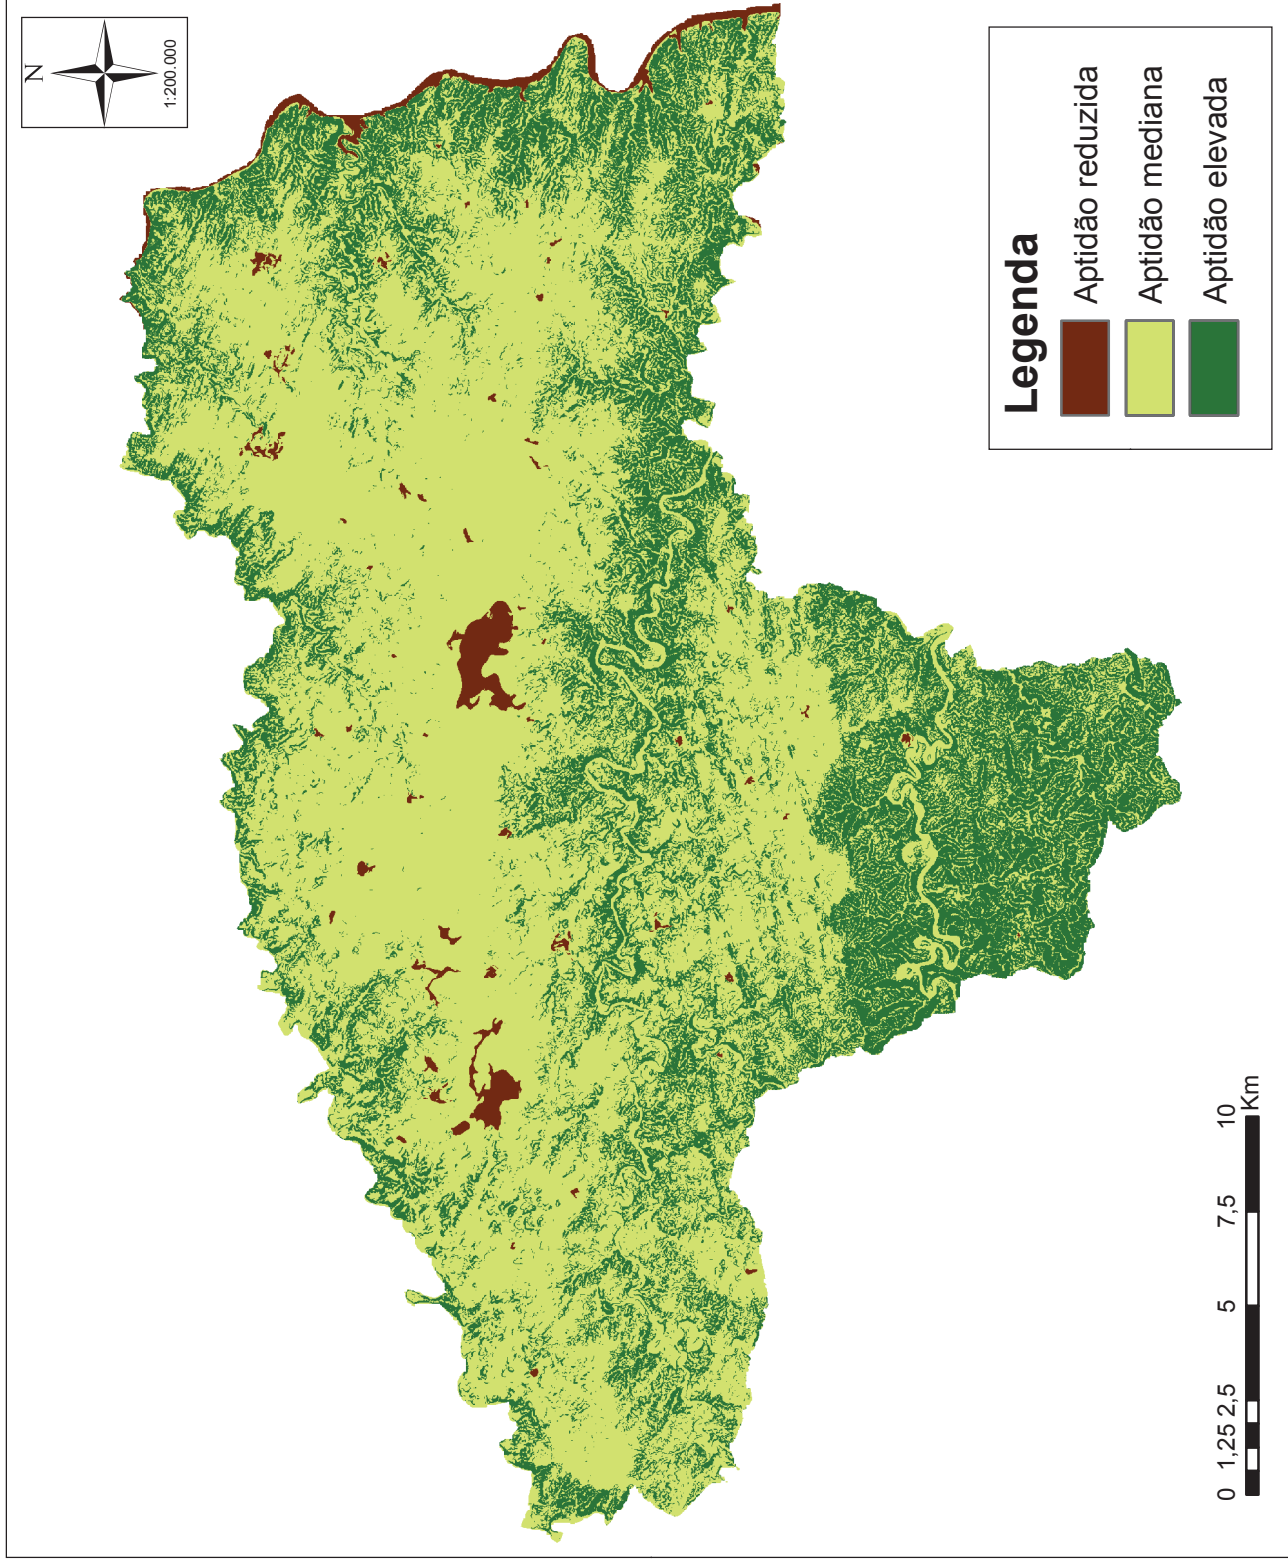 N
1:200.000
Legenda
Aptidão reduzida
Aptidão mediana
Aptidão elevada
0 1,25 2,5 5 7,5 10
Km